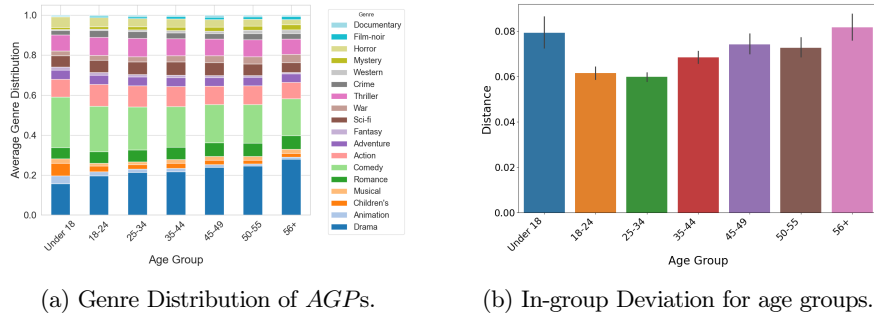 1.0
0.8
0.6
0.4
0.2
0.0
Average Genre Distribution
Under 18
18-24
25-34
35-44
45-49
50-55
56+
Age Group
Genre
Documentary
Film-noir
Horror
Mystery
Western
Crime
Thriller
War
Sci-fi
Fantasy
Adventure
Action
Comedy
Romance
Musical
Children's
Animation
Drama
(a) Genre Distribution of AGPs.
0.08
0.06
0.04
0.02
0.00
Distance
Under 18
18-24
25-34
35-44
45-49
50-55
56+
Age Group
(b) In-group Deviation for age groups.